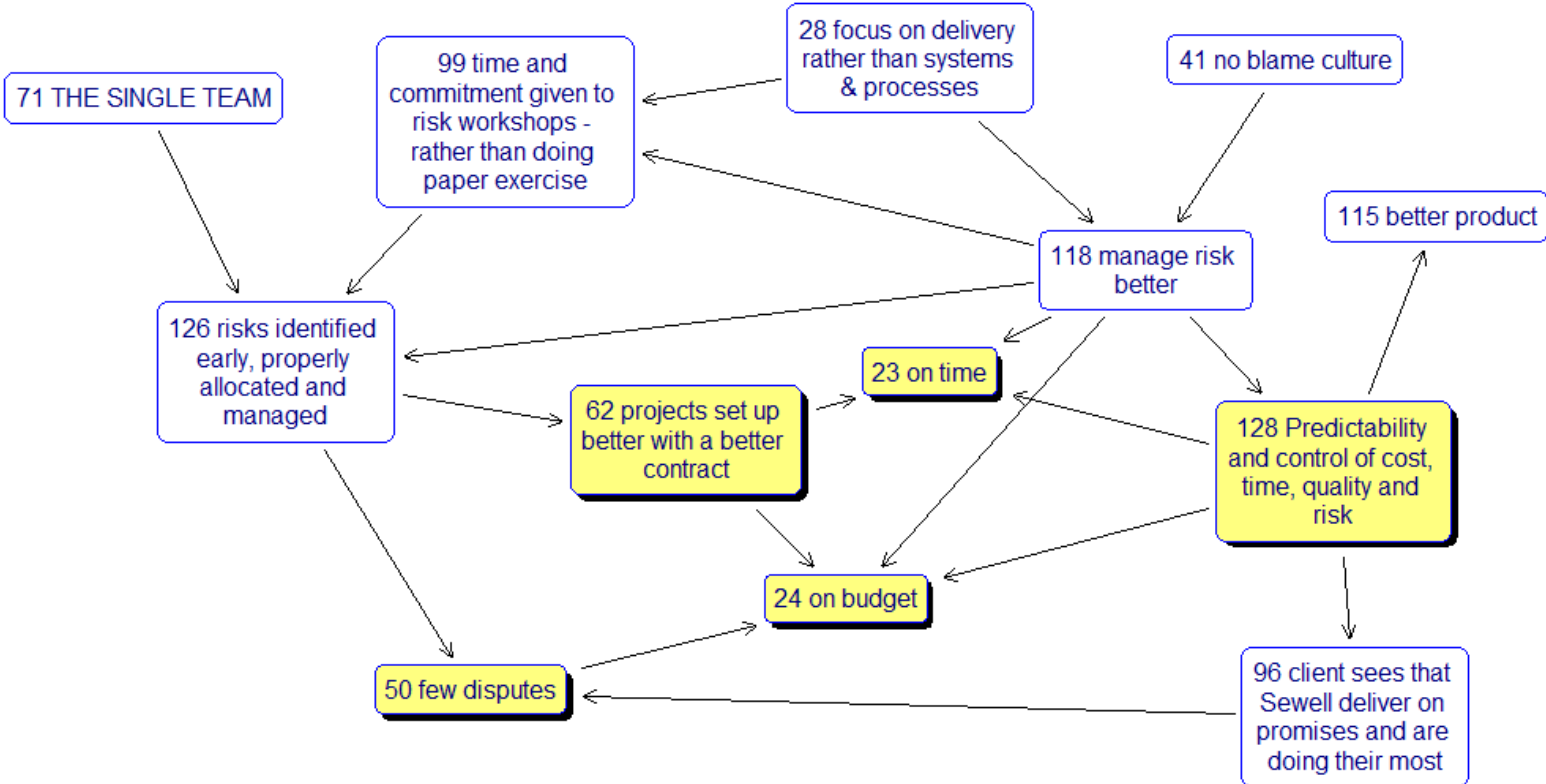 28 focus on delivery
rather than systems
& processes
99 time and
commitment given to
risk workshops -
rather than doing
paper exercise
41 no blame culture
71 THE SINGLE TEAM
115 better product
118 manage risk
better
126 risks identified
early, properly
allocated and
managed
23 on time
62 projects set up
better with a better
contract
128 Predictability
and control of cost,
time, quality and
risk
24 on budget
50 few disputes
96 client sees that
Sewell deliver on
promises and are
doing their most